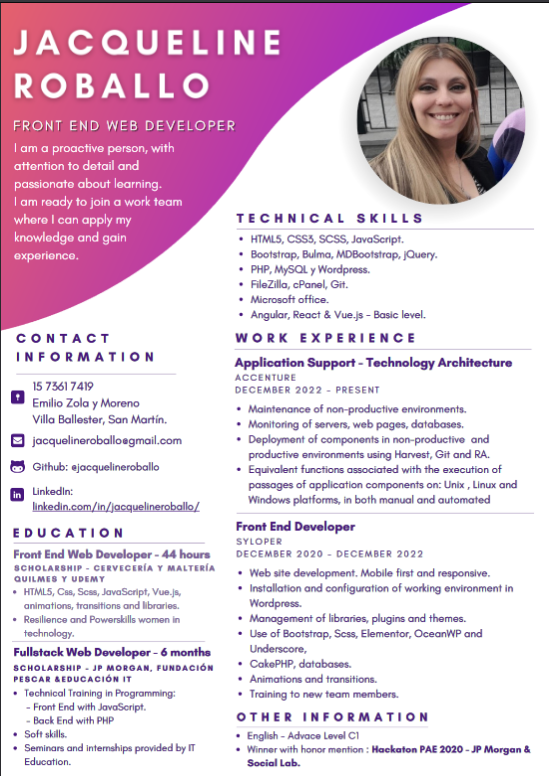 JACQUELINE
ROBALLO
FRONT END WEB DEVELOPER
I am a proactive person, with
attention to detail and
passionate about learning.
I am ready to join a work team
where I can apply my
knowledge and gain
experience.
CONTACT
INFORMATION
15 7361 7419
Emilio Zola y Moreno
Villa Ballester, San Martín.
jacquelineroballo@gmail.com
Github: @jacquelineroballo
LinkedIn:
linkedin.com/in/jacquelineroballo/
EDUCATION
Front End Web Developer - 44 hours
SCHOLARSHIP - CERVECERÍA Y MALTERÍA
QUILMES Y UDEMY
• HTML5, Css, Scss, JavaScript, Vue.js,
animations, transitions and libraries.
• Resilience and Powerskills women in
technology.
Fullstack Web Developer - 6 months
SCHOLARSHIP - JP MORGAN, FUNDACIÓN
PESCAR &EDUCACIÓN IT
• Technical Training in Programming:
- Front End with JavaScript.
- Back End with PHP
• Soft skills.
• Seminars and internships provided by IT
Education.
TECHNICAL SKILLS
• HTML5, CSS3, SCSS, JavaScript.
• Bootstrap, Bulma, MDBootstrap, jQuery.
• PHP, MySQL y Wordpress.
• FileZilla, cPanel, Git.
• Microsoft office.
• Angular, React & Vue.js - Basic level.
WORK EXPERIENCE
Application Support - Technology Architecture
ACCENTURE
DECEMBER 2022 - PRESENT
• Maintenance of non-productive environments.
• Monitoring of servers, web pages, databases.
• Deployment of components in non-productive and
productive environments using Harvest, Git and RA.
• Equivalent functions associated with the execution of
passages of application components on: Unix , Linux and
Windows platforms, in both manual and automated
Front End Developer
SYLOPER
DECEMBER 2020 - DECEMBER 2022
• Web site development. Mobile first and responsive.
• Installation and configuration of working environment in
Wordpress.
• Management of libraries, plugins and themes.
• Use of Bootstrap, Scss, Elementor, OceanWP and
Underscore,
• CakePHP, databases.
• Animations and transitions.
• Training to new team members.
OTHER INFORMATION
• English - Advace Level C1
• Winner with honor mention : Hackaton PAE 2020 - JP Morgan &
Social Lab.